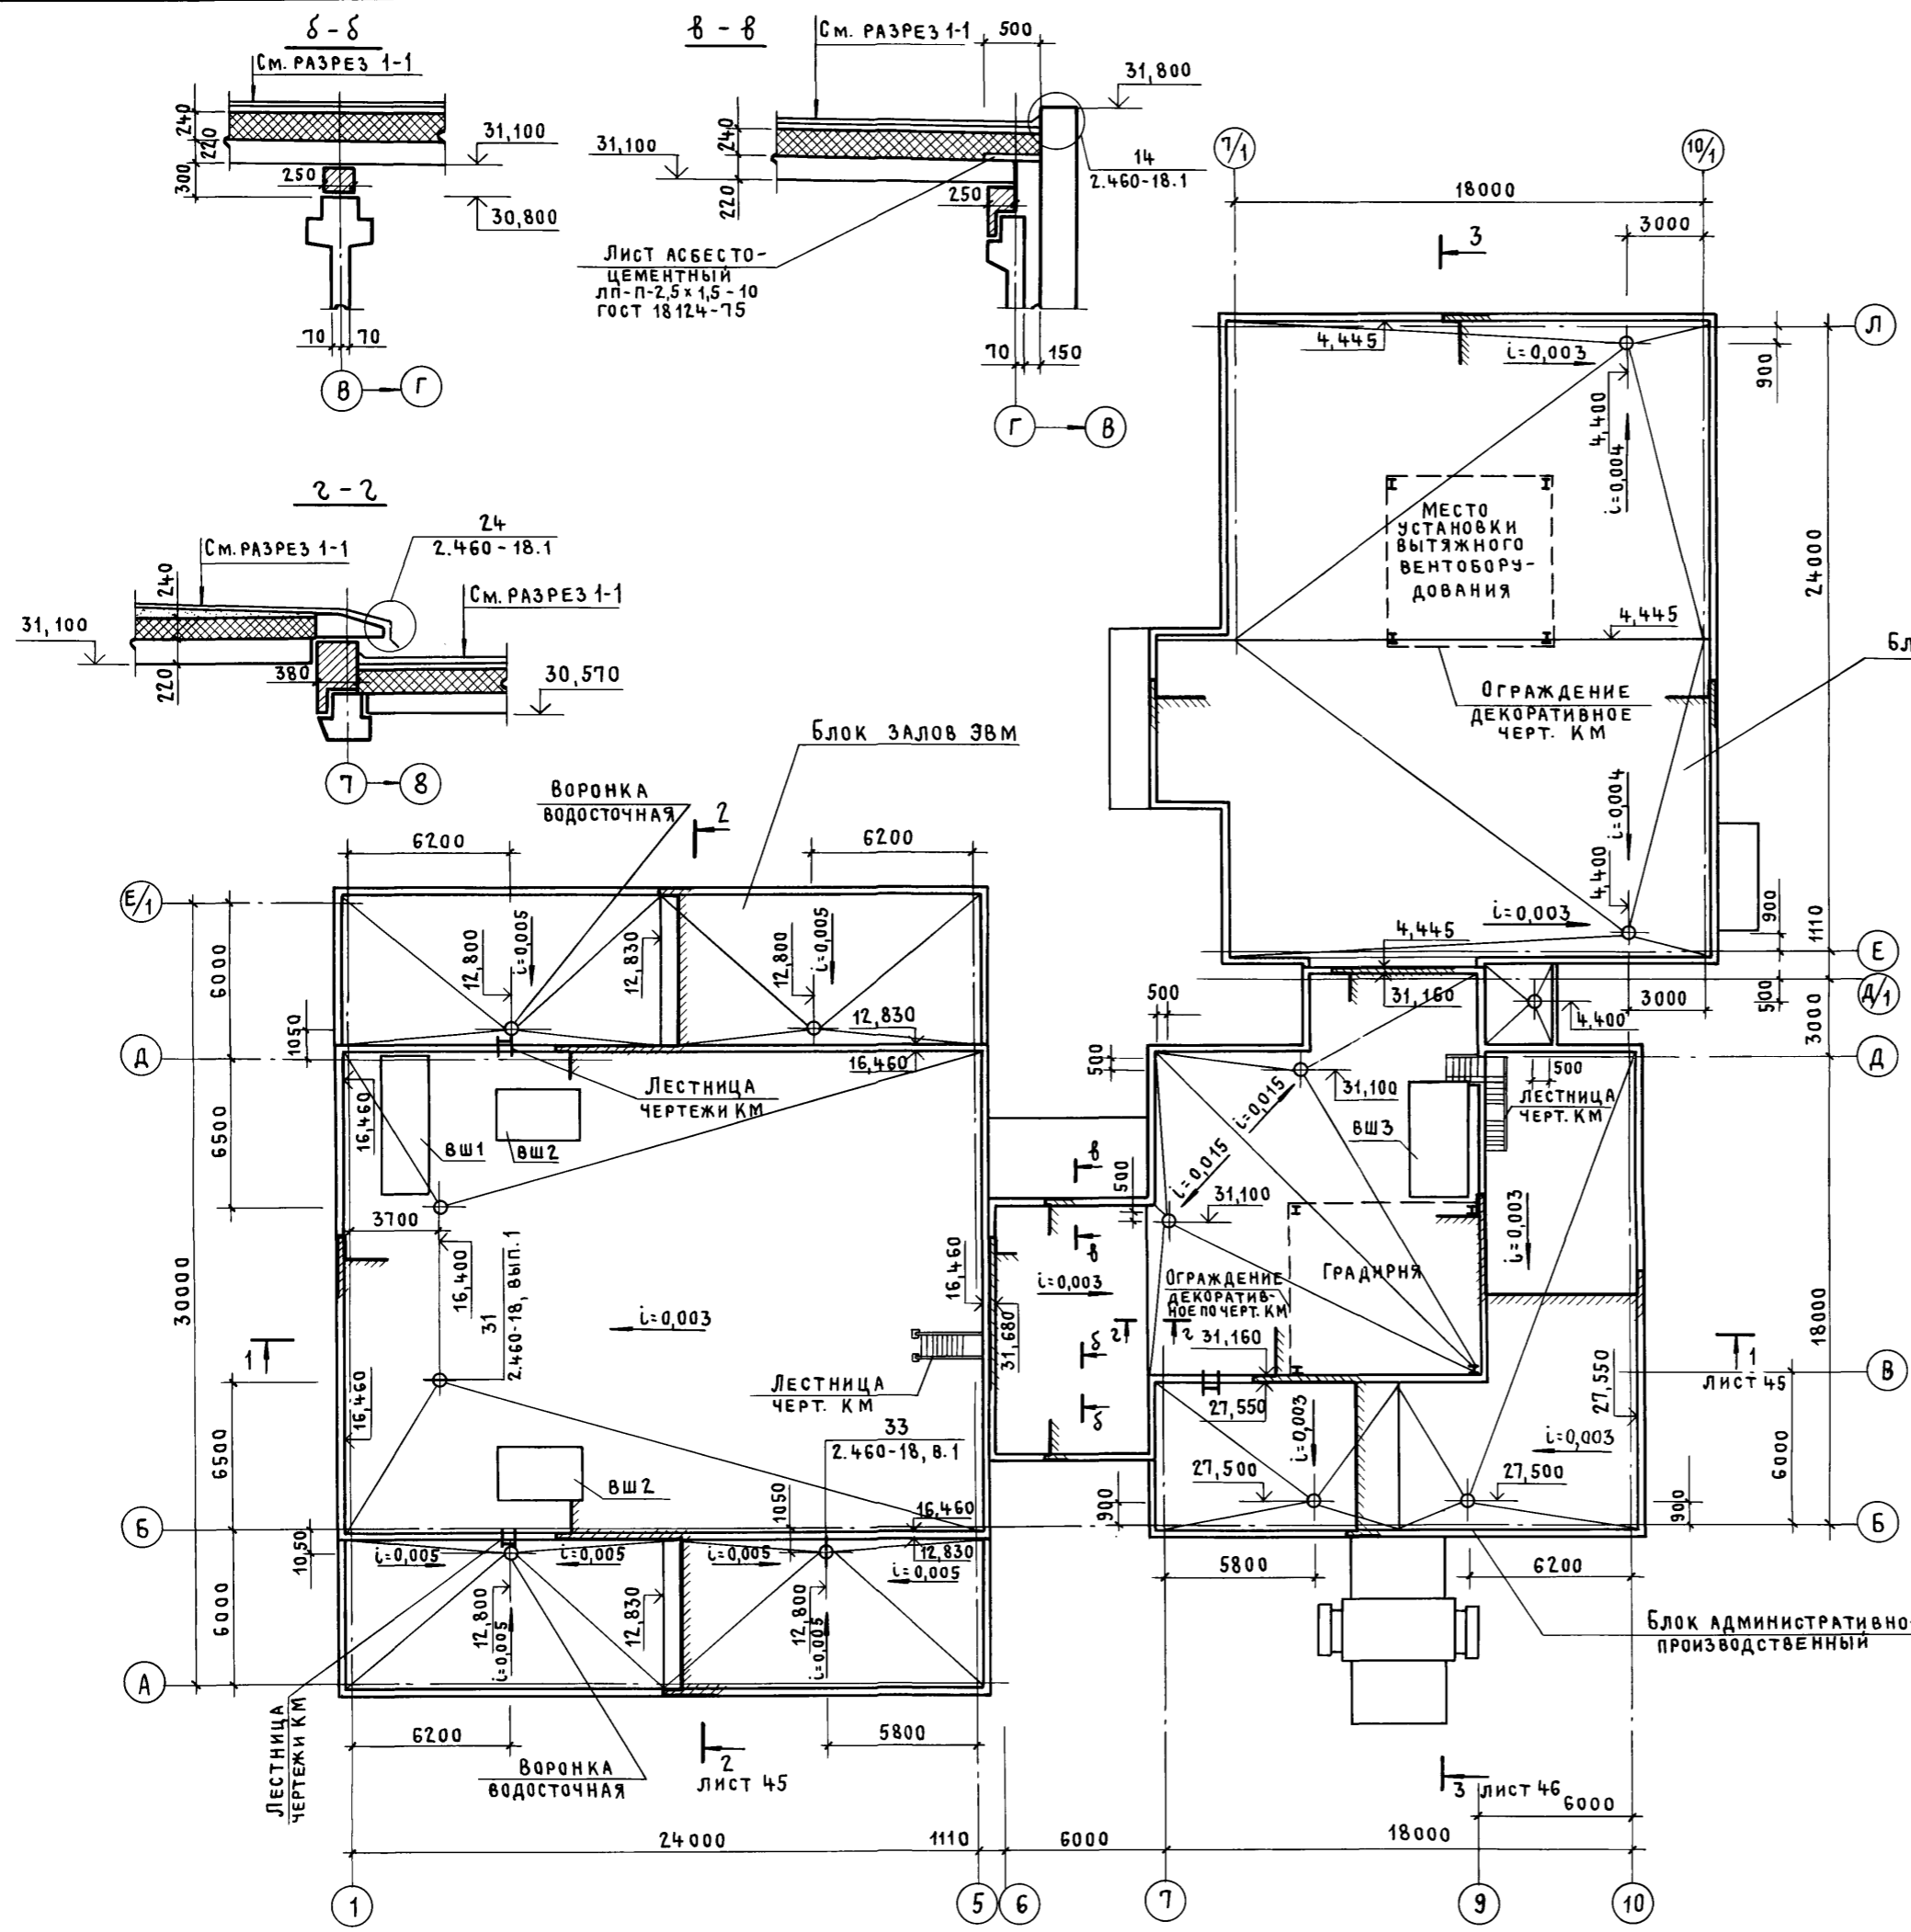 б - б
См. РАЗРЕЗ 1-1
240
220
300
250
31,100
30,800
70
70
В
Г
в - в
См. РАЗРЕЗ 1-1
500
31,800
31,100
240
220
250
14
2.460-18.1
ЛИСТ АСБЕСТО-
ЦЕМЕНТНЫЙ
ЛП-П-2,5×1,5-10
ГОСТ 18124-75
70
150
Г
В
г - г
24
2.460-18.1
См. РАЗРЕЗ 1-1
См. РАЗРЕЗ 1-1
240
31,100
220
380
30,570
7
8
7/1
10/1
18000
3000
3
Л
4,445
i=0,003
900
4,400
i=0,004
МЕСТО
УСТАНОВКИ
ВЫТЯЖНОГО
ВЕНТОБОРУ-
ДОВАНИЯ
24000
4,445
БЛ
ОГРАЖДЕНИЕ
ДЕКОРАТИВНОЕ
ЧЕРТ. КМ
i=0,004
4,400
i=0,003
900
1110
4,445
Е
31,160
Д/1
3000
500
4,400
3000
Д
БЛОК ЗАЛОВ ЭВМ
ВОРОНКА
ВОДОСТОЧНАЯ
2
6200
6200
Е/1
6000
12,800
i=0,005
12,830
12,800
i=0,005
12,830
1050
Д
16,460
16,460
ЛЕСТНИЦА
ЧЕРТЕЖИ КМ
6500
ВШ1
ВШ2
3700
16,400
31
2.460-18, ВЫП. 1
30000
i=0,003
16,460
31,680
1
16,460
ЛЕСТНИЦА
ЧЕРТ. КМ
33
2.460-18, В.1
6500
ВШ2
1050
16,460
Б
10,50
i=0,005
i=0,005
i=0,005
12,830
i=0,005
6000
12,800
i=0,005
12,830
12,800
i=0,005
А
ЛЕСТНИЦА
ЧЕРТЕЖИ КМ
6200
5800
ВОРОНКА
ВОДОСТОЧНАЯ
2
ЛИСТ 45
500
500
31,100
i=0,015
i=0,015
31,100
500
500
ЛЕСТНИЦА
ЧЕРТ. КМ
ВШ3
в
в
i=0,003
i=0,003
ГРАДИРНЯ
ОГРАЖДЕНИЕ
ДЕКОРАТИВ-
НОЕ ПО ЧЕРТ. КМ
г
г
31,160
б
б
27,550
i=0,003
27,550
i=0,003
27,500
27,500
900
900
18000
1
ЛИСТ 45
В
6000
Б
5800
6200
БЛОК АДМИНИСТРАТИВНО-
ПРОИЗВОДСТВЕННЫЙ
3 ЛИСТ 46
6000
24000
1110
6000
18000
1
5
6
7
9
10